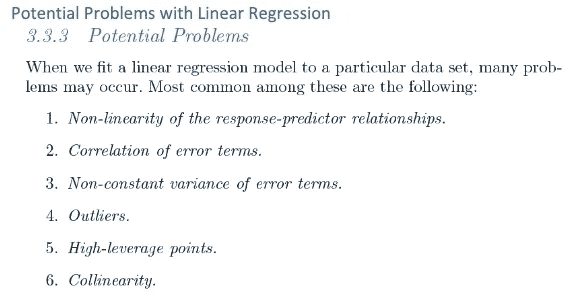 Potential Problems with Linear Regression
3.3.3 Potential Problems
When we fit a linear regression model to a particular data set, many prob-
lems may occur. Most common among these are the following:
1. Non-linearity of the response-predictor relationships.
2. Correlation of error terms.
3. Non-constant variance of error terms.
4. Outliers.
5. High-leverage points.
6. Collinearity.